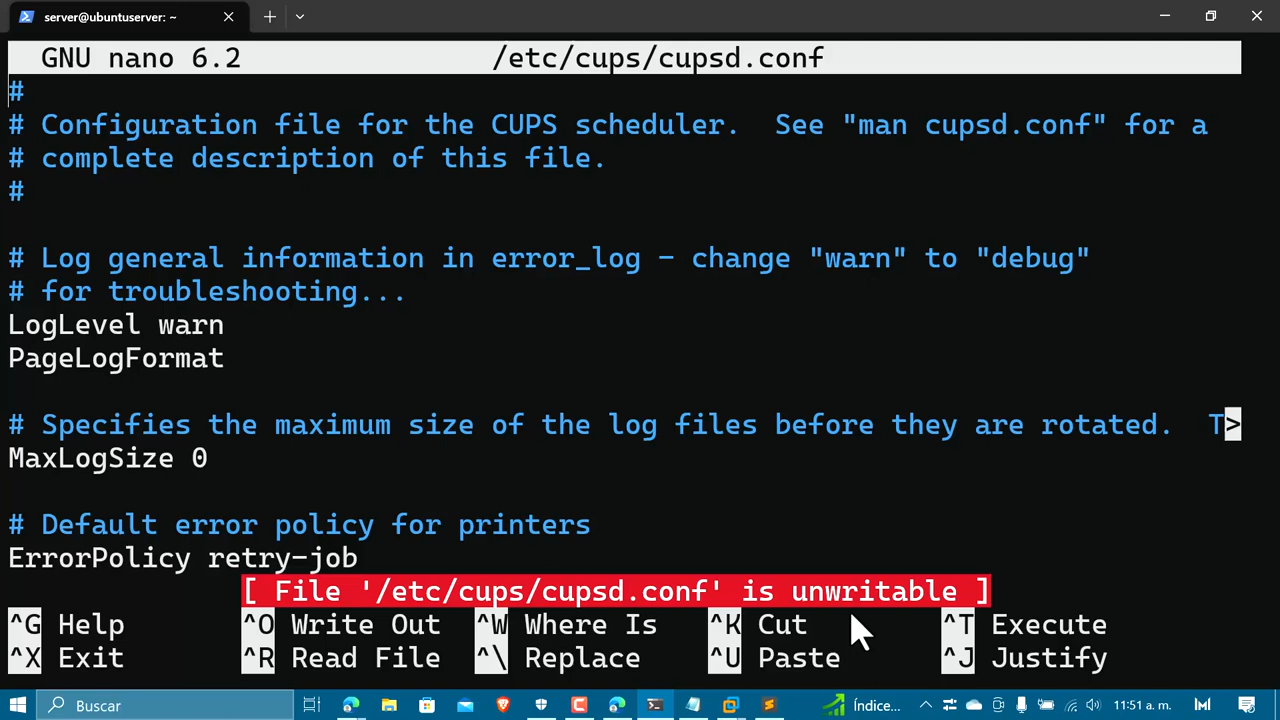 server@ubuntuserver: ~
GNU nano 6.2 /etc/cups/cupsd.conf
#
# Configuration file for the CUPS scheduler.  See "man cupsd.conf" for a
# complete description of this file.
#
# Log general information in error_log - change "warn" to "debug"
# for troubleshooting...
LogLevel warn
PageLogFormat
# Specifies the maximum size of the log files before they are rotated.  T>
MaxLogSize 0
# Default error policy for printers
ErrorPolicy retry-job
[ File '/etc/cups/cupsd.conf' is unwritable ]
^G Help ^O Write Out ^W Where Is ^K Cut ^T Execute
^X Exit ^R Read File ^\ Replace ^U Paste ^J Justify
Buscar Índice... 11:51 a. m.